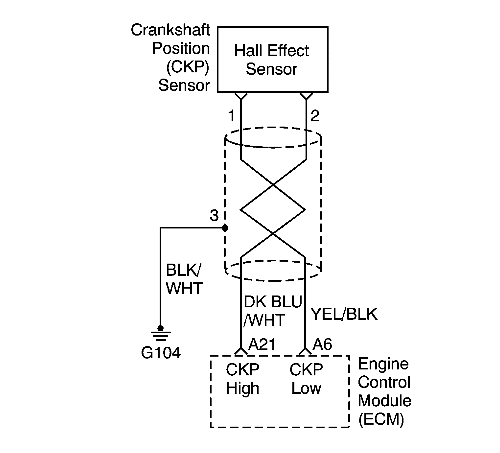 Crankshaft
Position
(CKP)
Sensor
Hall Effect
Sensor
1
2
3
BLK/
WHT
G104
DK BLU
/WHT
YEL/BLK
A21
A6
CKP
High
CKP
Low
Engine
Control
Module
(ECM)